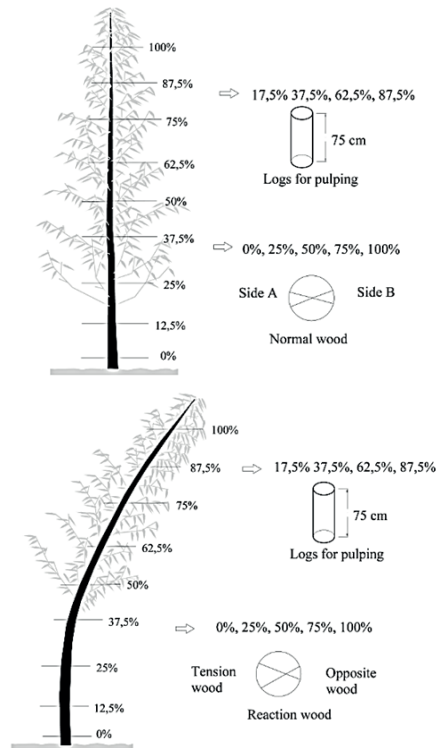 100%
87,5%
17,5% 37,5%, 62,5%, 87,5%
75%
75 cm
62,5%
Logs for pulping
50%
37,5%
0%, 25%, 50%, 75%, 100%
25%
Side A
Side B
12,5%
Normal wood
0%
100%
87,5%
17,5% 37,5%, 62,5%, 87,5%
75%
75 cm
62,5%
Logs for pulping
50%
37,5%
0%, 25%, 50%, 75%, 100%
25%
Tension
wood
Opposite
wood
12,5%
Reaction wood
0%